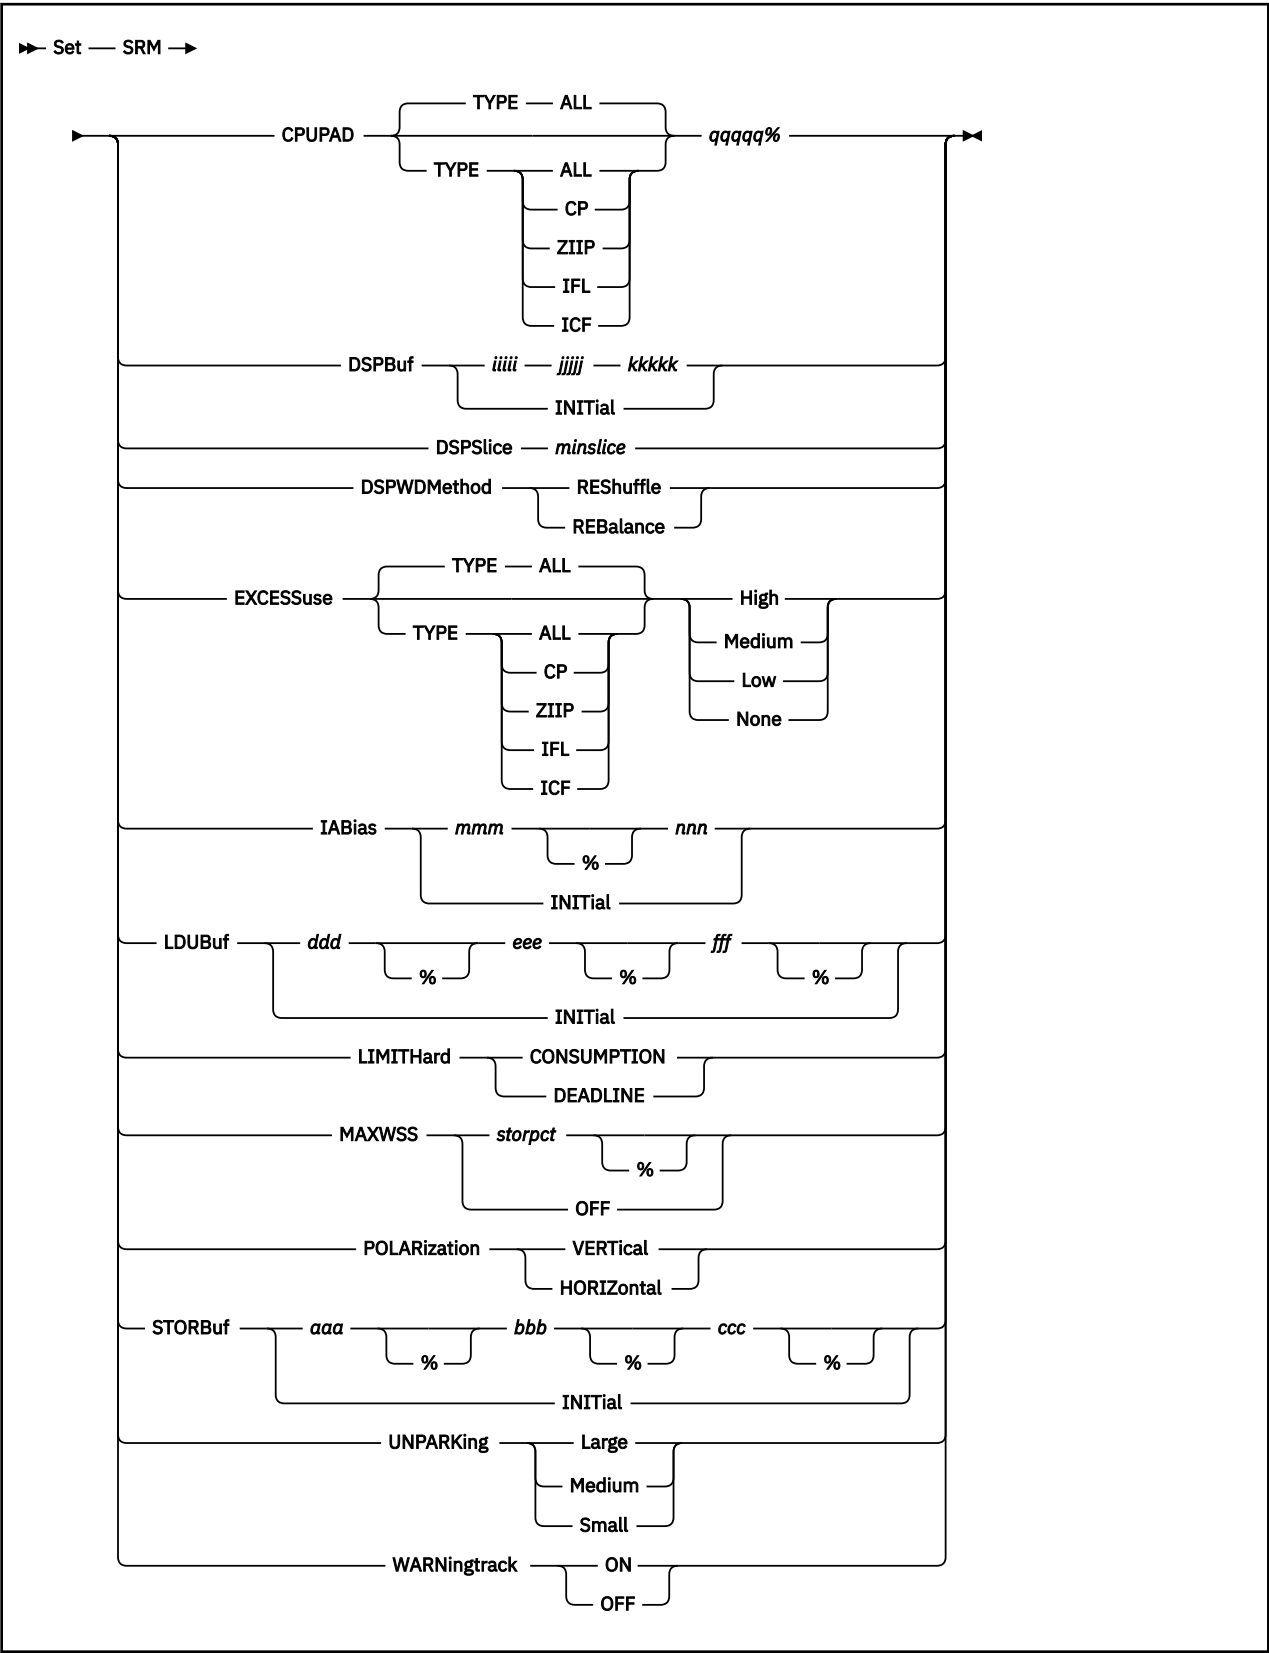 Set SRM
TYPE ALL
CPUPAD qqqqq%
TYPE ALL
CP
ZIIP
IFL
ICF
DSPBuf iiiii jjjjj kkkkk
INITial
DSPSlice minslice
DSPWDMethod REShuffle
REBalance
TYPE ALL
EXCESSuse High
TYPE ALL Medium
CP Low
ZIIP None
IFL
ICF
IABias mmm nnn
%
INITial
LDUBuf ddd eee fff
% % %
INITial
LIMITHard CONSUMPTION
DEADLINE
MAXWSS storpct
%
OFF
POLARization VERTical
HORIZontal
STORBuf aaa bbb ccc
% % %
INITial
UNPARKing Large
Medium
Small
WARNingtrack ON
OFF